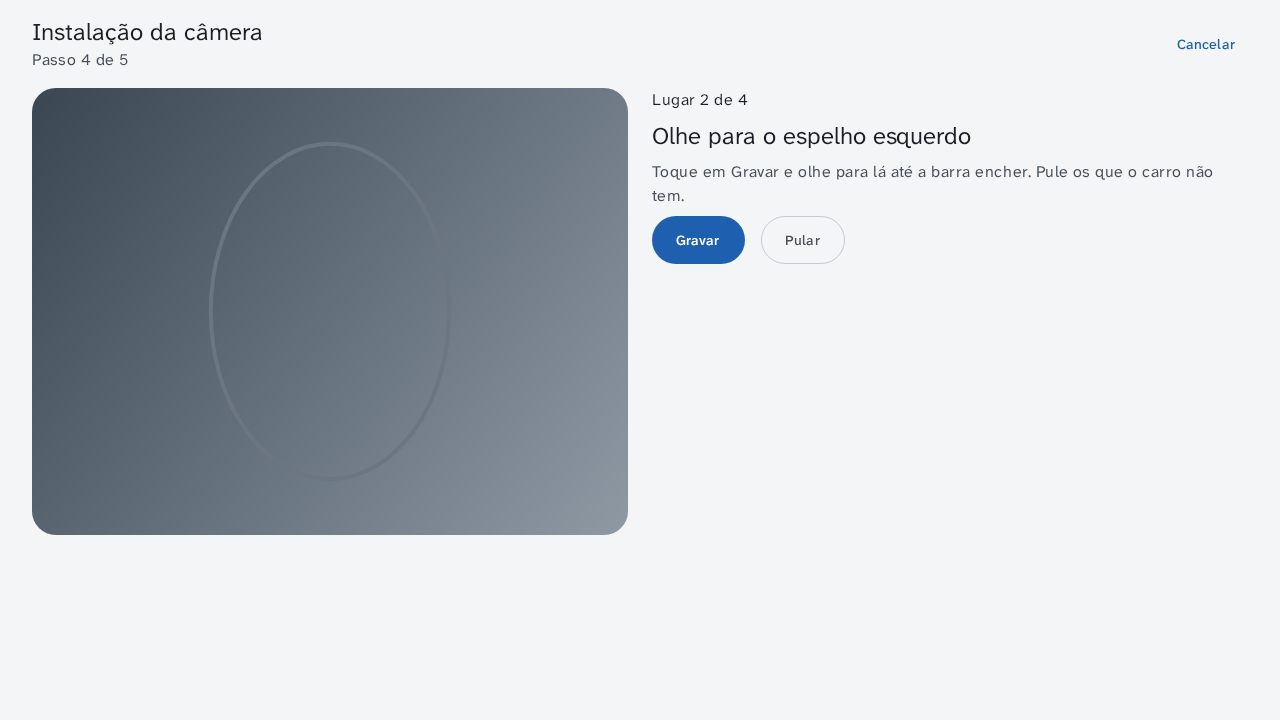 Instalação da câmera
Passo 4 de 5
Cancelar
Lugar 2 de 4
Olhe para o espelho esquerdo
Toque em Gravar e olhe para lá até a barra encher. Pule os que o carro não
tem.
Gravar
Pular